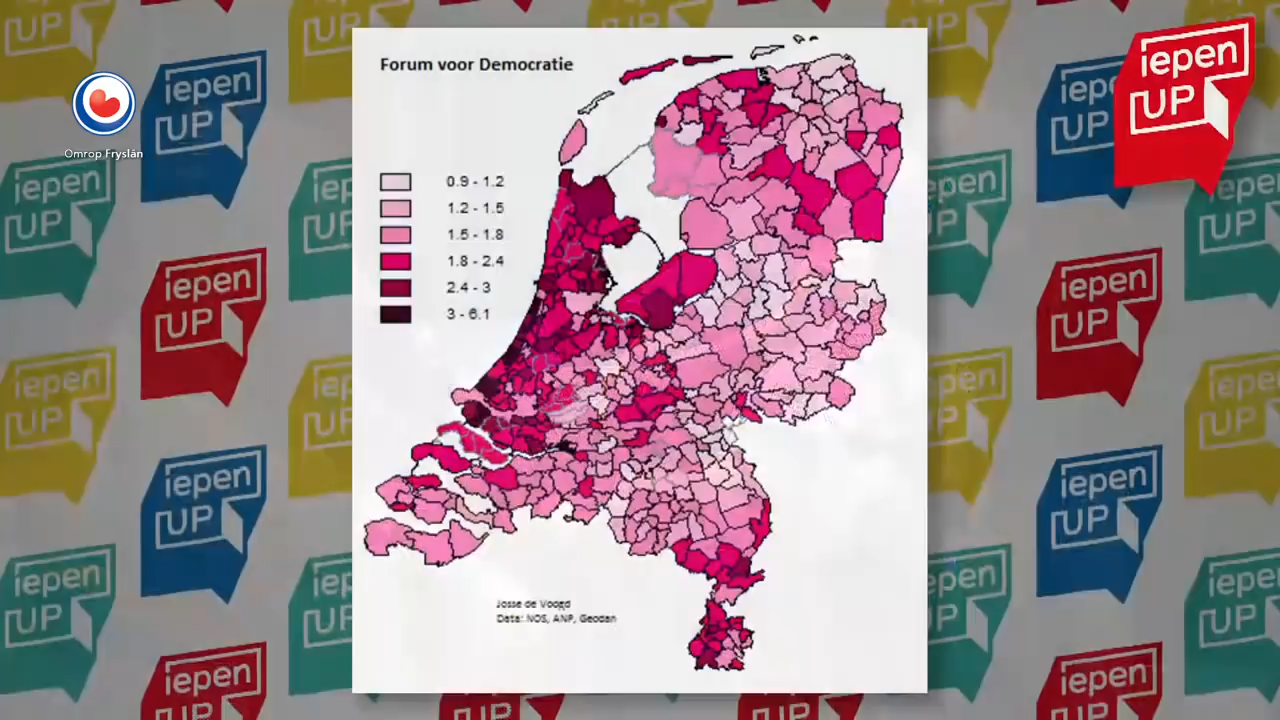 Forum voor Democratie
0.9 - 1.2
1.2 - 1.5
1.5 - 1.8
1.8 - 2.4
2.4 - 3
3 - 6.1
Josse de Voogd
Data: NOS, ANP, Geodan
Omrop Fryslân
iepen
UP